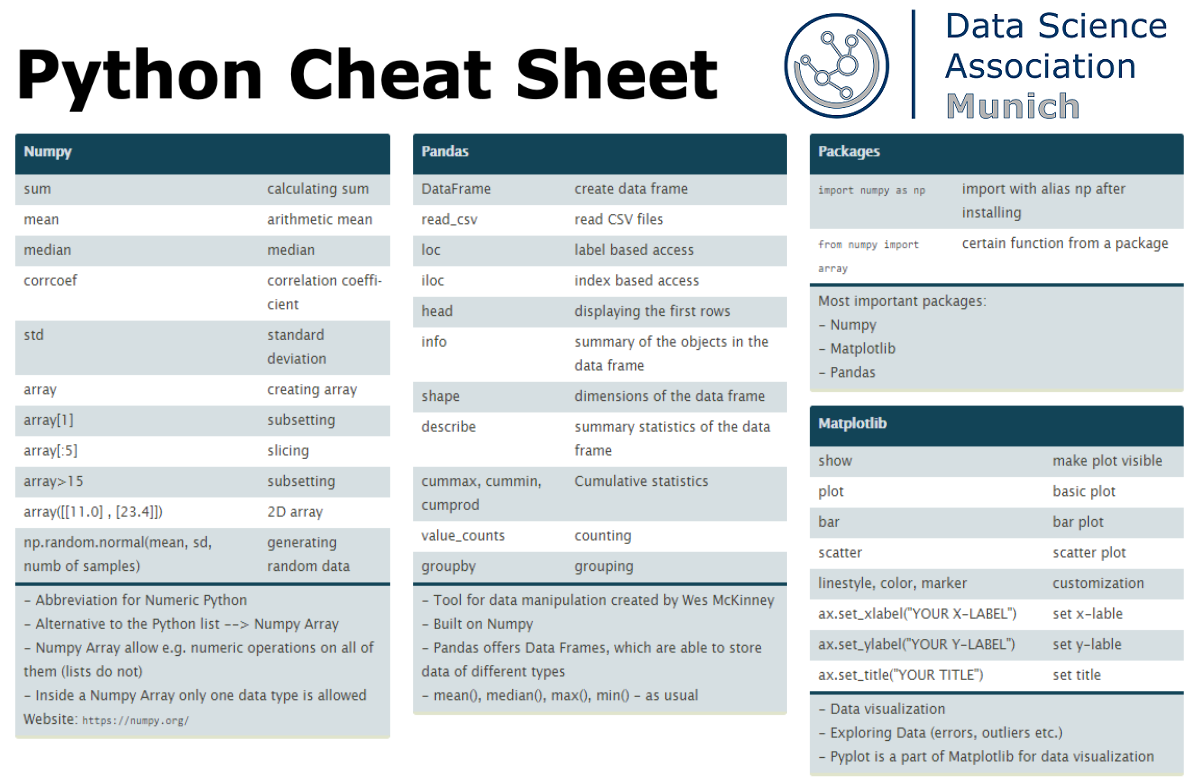 Python Cheat Sheet
Data Science
Association
Munich
Numpy
sum calculating sum
mean arithmetic mean
median median
corrcoef correlation coeffi-
cient
std standard
deviation
array creating array
array[1] subsetting
array[:5] slicing
array>15 subsetting
array([[11.0] , [23.4]]) 2D array
np.random.normal(mean, sd, generating
numb of samples) random data
– Abbreviation for Numeric Python
– Alternative to the Python list --> Numpy Array
– Numpy Array allow e.g. numeric operations on all of
them (lists do not)
– Inside a Numpy Array only one data type is allowed
Website: https://numpy.org/
Pandas
DataFrame create data frame
read_csv read CSV files
loc label based access
iloc index based access
head displaying the first rows
info summary of the objects in the
data frame
shape dimensions of the data frame
describe summary statistics of the data
frame
cummax, cummin, Cumulative statistics
cumprod
value_counts counting
groupby grouping
– Tool for data manipulation created by Wes McKinney
– Built on Numpy
– Pandas offers Data Frames, which are able to store
data of different types
– mean(), median(), max(), min() – as usual
Packages
import numpy as np import with alias np after
installing
from numpy import certain function from a package
array
Most important packages:
– Numpy
– Matplotlib
– Pandas
Matplotlib
show make plot visible
plot basic plot
bar bar plot
scatter scatter plot
linestyle, color, marker customization
ax.set_xlabel("YOUR X-LABEL") set x-lable
ax.set_ylabel("YOUR Y-LABEL") set y-lable
ax.set_title("YOUR TITLE") set title
– Data visualization
– Exploring Data (errors, outliers etc.)
– Pyplot is a part of Matplotlib for data visualization